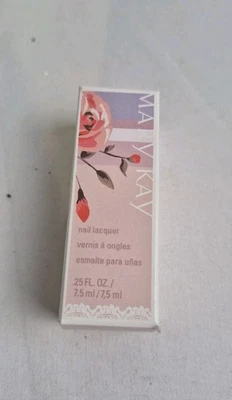 MARY KAY
nail lacquer
vernis à ongles
esmalte para uñas
.25 FL. OZ. /
7.5 ml / 7,5 ml